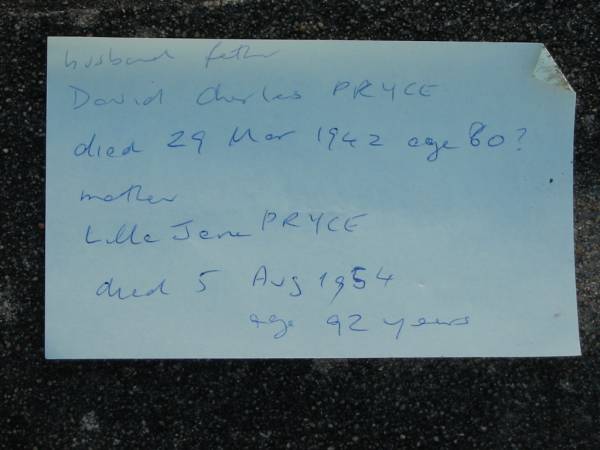 husband father
David Charles PRYCE
died 29 Mar 1942 age 80?
mother
Lilla Jane PRYCE
died 5 Aug 1954
age 92 years